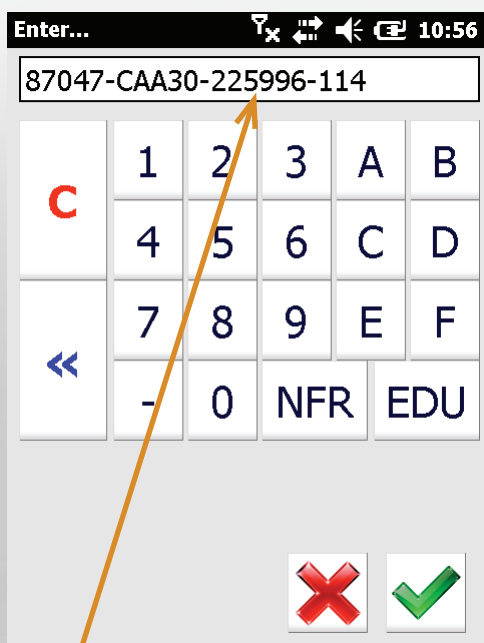 Enter... 10:56
87047-CAA30-225996-114
C 1 2 3 A B
4 5 6 C D
« 7 8 9 E F
- 0 NFR EDU